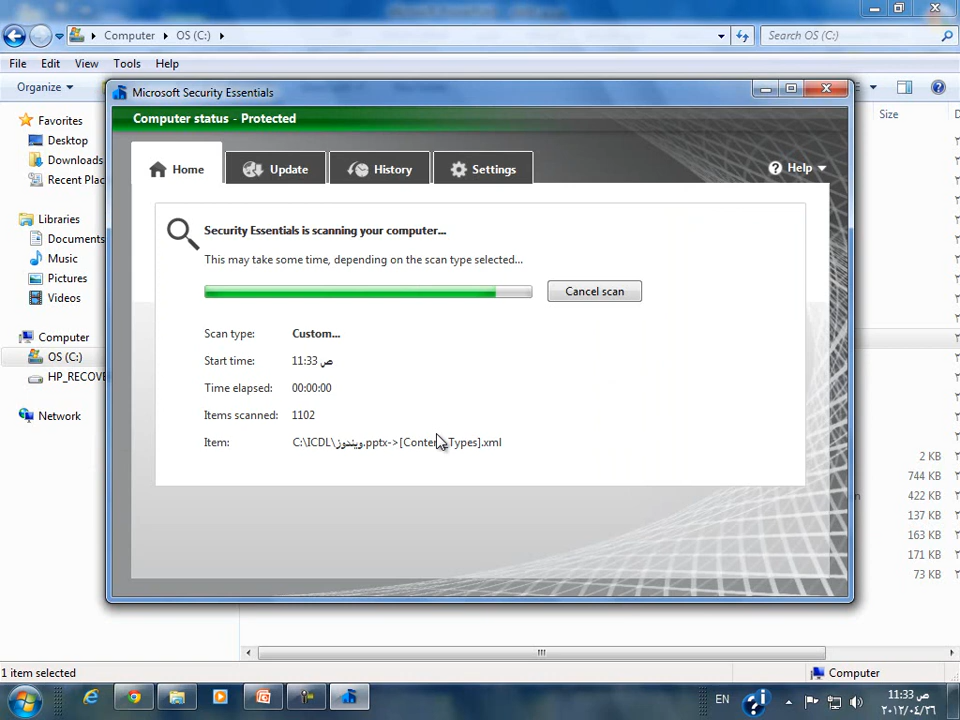 Computer
OS (C:)
Search OS (C:)
File Edit View Tools Help
Organize
Microsoft Security Essentials
Size
Computer status - Protected
Favorites
Desktop
Downloads
Recent Plac
Libraries
Documents
Music
Pictures
Videos
Computer
OS (C:)
HP_RECOVE
Network
Home
Update
History
Settings
Help
Security Essentials is scanning your computer...
This may take some time, depending on the scan type selected...
Cancel scan
Scan type: Custom...
Start time: 11:33 ص
Time elapsed: 00:00:00
Items scanned: 1102
Item: C:\ICDL\ويندوز.pptx->[Content_Types].xml
2 KB
744 KB
422 KB
137 KB
163 KB
171 KB
73 KB
1 item selected
Computer
EN
11:33 ص
٢٠١٢/٠٤/٢٦